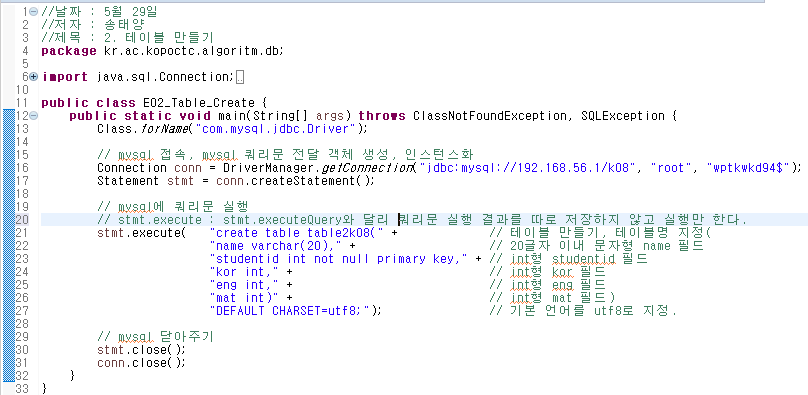 1 //날짜 : 5월 29일
2 //저자 : 송태양
3 //제목 : 2. 테이블 만들기
4 package kr.ac.kopoctc.algoritm.db;
5
6 import java.sql.Connection;
10
11 public class E02_Table_Create {
12 public static void main(String[] args) throws ClassNotFoundException, SQLException {
13 Class.forName("com.mysql.jdbc.Driver");
14
15 // mysql 접속, mysql 쿼리문 전달 객체 생성, 인스턴스화
16 Connection conn = DriverManager.getConnection("jdbc:mysql://192.168.56.1/k08", "root", "wptkwkd94$");
17 Statement stmt = conn.createStatement();
18
19 // mysql에 쿼리문 실행
20 // stmt.execute : stmt.executeQuery와 달리 쿼리문 실행 결과를 따로 저장하지 않고 실행만 한다.
21 stmt.execute( "create table table2k08(" + // 테이블 만들기, 테이블명 지정(
22 "name varchar(20)," + // 20글자 이내 문자형 name 필드
23 "studentid int not null primary key," + // int형 studentid 필드
24 "kor int," + // int형 kor 필드
25 "eng int," + // int형 eng 필드
26 "mat int)" + // int형 mat 필드)
27 "DEFAULT CHARSET=utf8;"); // 기본 언어를 utf8로 지정.
28
29 // mysql 닫아주기
30 stmt.close();
31 conn.close();
32 }
33 }